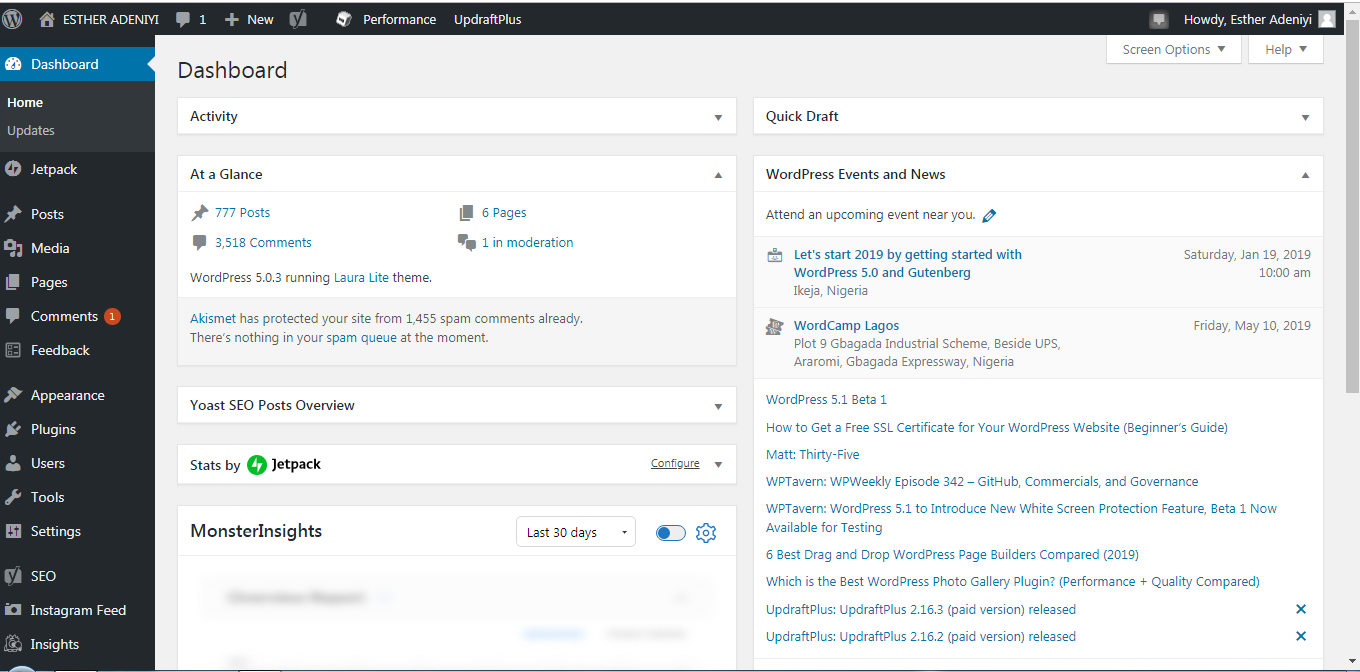 ESTHER ADENIYI 1 New Performance UpdraftPlus Howdy, Esther Adeniyi
Screen Options Help
Dashboard
Home
Updates
Jetpack
Posts
Media
Pages
Comments 1
Feedback
Appearance
Plugins
Users
Tools
Settings
SEO
Instagram Feed
Insights
Dashboard
Activity
At a Glance
777 Posts 6 Pages
3,518 Comments 1 in moderation
WordPress 5.0.3 running Laura Lite theme.
Akismet has protected your site from 1,455 spam comments already.
There's nothing in your spam queue at the moment.
Yoast SEO Posts Overview
Stats by Jetpack Configure
MonsterInsights Last 30 days
Quick Draft
WordPress Events and News
Attend an upcoming event near you.
Let's start 2019 by getting started with Saturday, Jan 19, 2019
WordPress 5.0 and Gutenberg 10:00 am
Ikeja, Nigeria
WordCamp Lagos Friday, May 10, 2019
Plot 9 Gbagada Industrial Scheme, Beside UPS,
Araromi, Gbagada Expressway, Nigeria
WordPress 5.1 Beta 1
How to Get a Free SSL Certificate for Your WordPress Website (Beginner's Guide)
Matt: Thirty-Five
WPTavern: WPWeekly Episode 342 – GitHub, Commercials, and Governance
WPTavern: WordPress 5.1 to Introduce New White Screen Protection Feature, Beta 1 Now
Available for Testing
6 Best Drag and Drop WordPress Page Builders Compared (2019)
Which is the Best WordPress Photo Gallery Plugin? (Performance + Quality Compared)
UpdraftPlus: UpdraftPlus 2.16.3 (paid version) released
UpdraftPlus: UpdraftPlus 2.16.2 (paid version) released